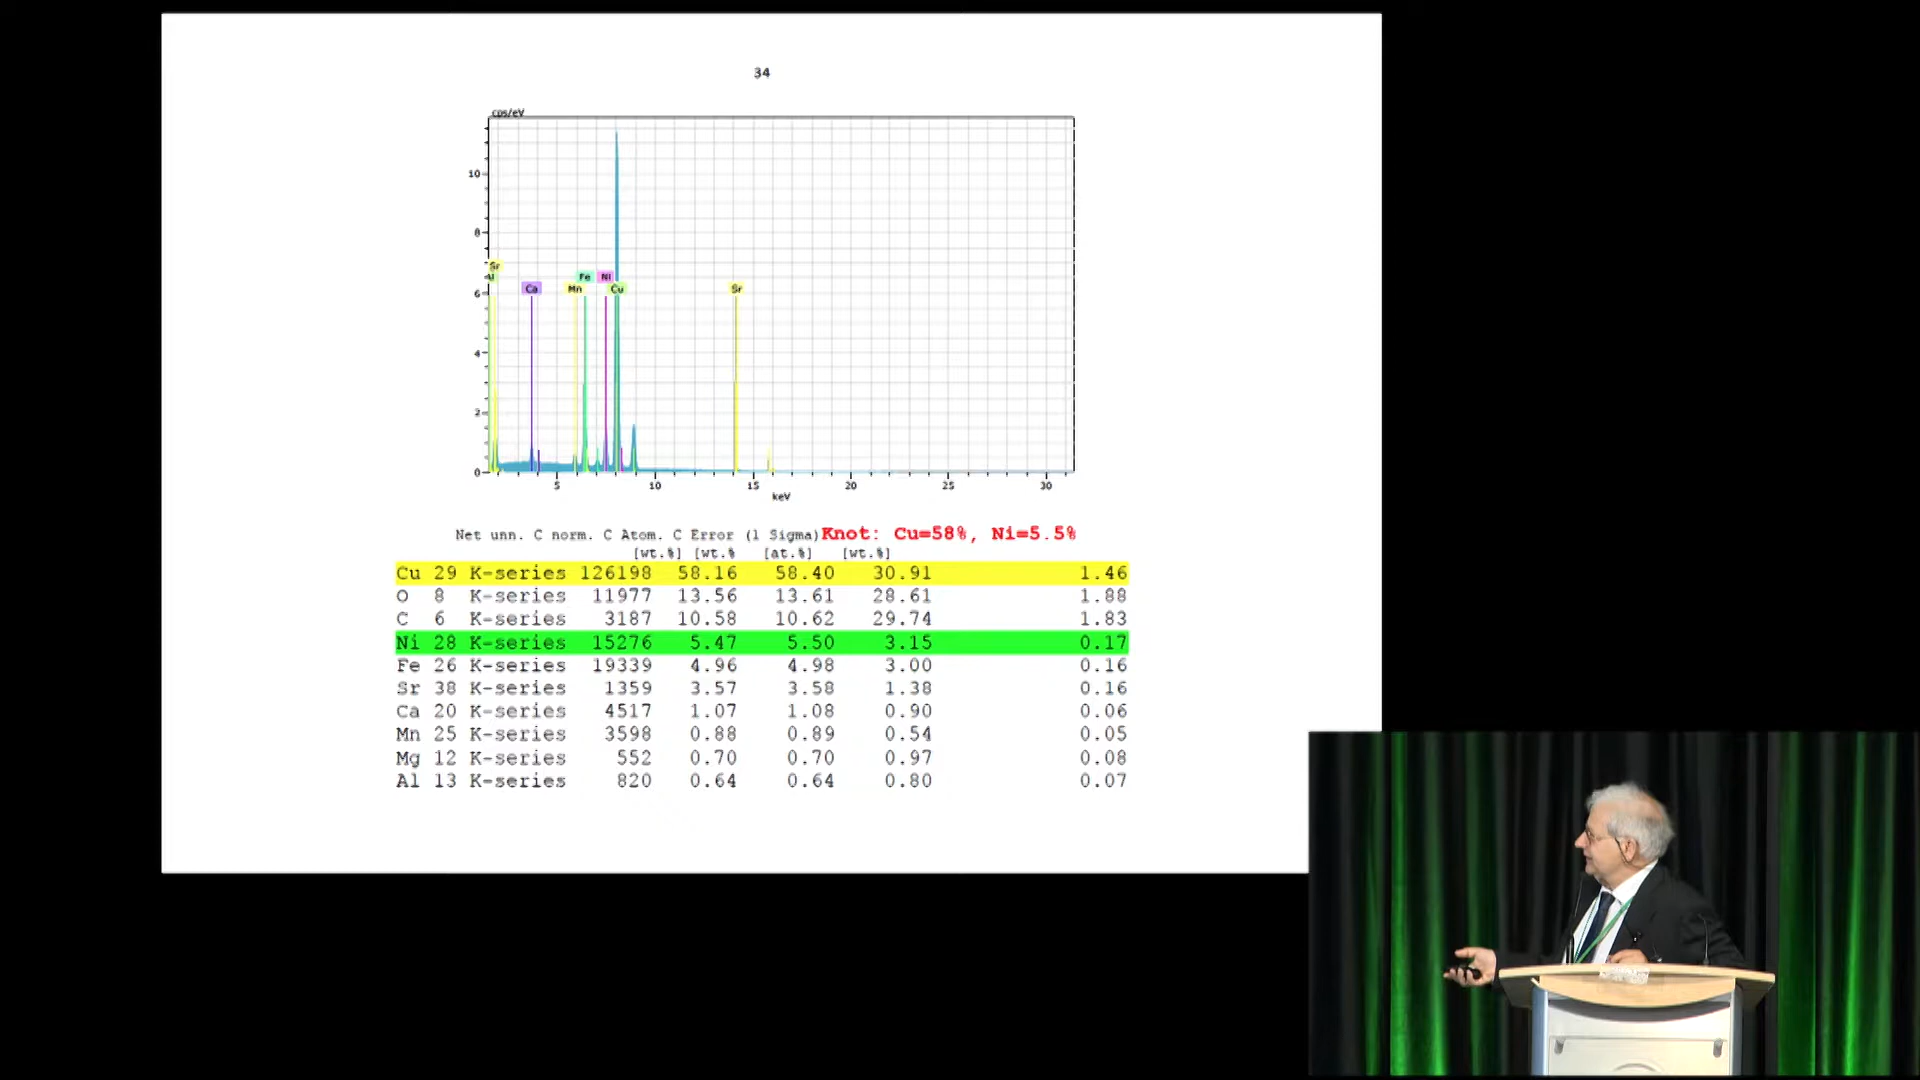 34
cps/eV
10
8
6
4
2
0
Sr
Al
Ca
Mn
Fe
Ni
Cu
Sr
5 10 15 20 25 30
keV
Net unn. C norm. C Atom. C Error (1 Sigma) Knot: Cu=58%, Ni=5.5%
[wt.%] [wt.% [at.%] [wt.%]
Cu 29 K-series 126198 58.16 58.40 30.91 1.46
O 8 K-series 11977 13.56 13.61 28.61 1.88
C 6 K-series 3187 10.58 10.62 29.74 1.83
Ni 28 K-series 15276 5.47 5.50 3.15 0.17
Fe 26 K-series 19339 4.96 4.98 3.00 0.16
Sr 38 K-series 1359 3.57 3.58 1.38 0.16
Ca 20 K-series 4517 1.07 1.08 0.90 0.06
Mn 25 K-series 3598 0.88 0.89 0.54 0.05
Mg 12 K-series 552 0.70 0.70 0.97 0.08
Al 13 K-series 820 0.64 0.64 0.80 0.07